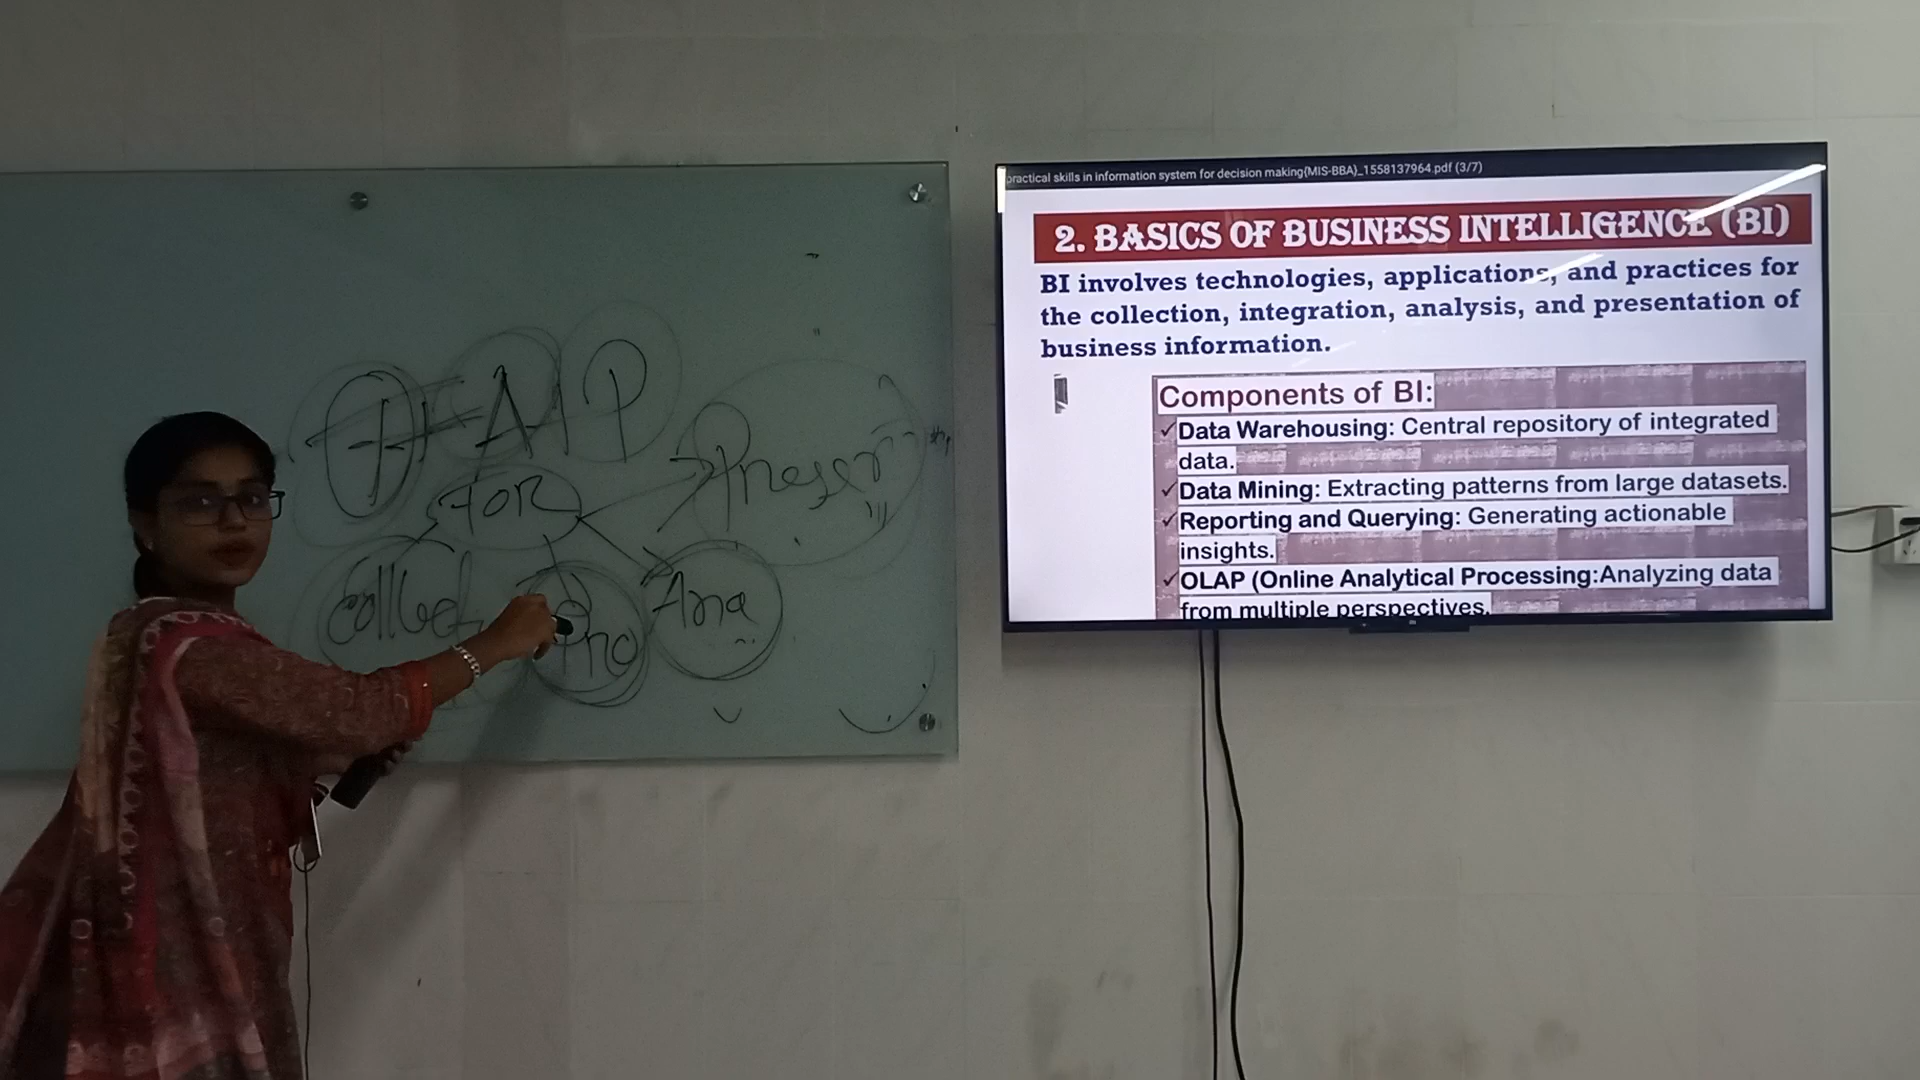 practical skills in information system for decision making(MIS-BBA)_1558137964.pdf (3/7)
2. BASICS OF BUSINESS INTELLIGENCE (BI)
BI involves technologies, applications, and practices for
the collection, integration, analysis, and presentation of
business information.
Components of BI:
✓Data Warehousing: Central repository of integrated
data.
✓Data Mining: Extracting patterns from large datasets.
✓Reporting and Querying: Generating actionable
insights.
✓OLAP (Online Analytical Processing:Analyzing data
from multiple perspectives.
FOR
Ana